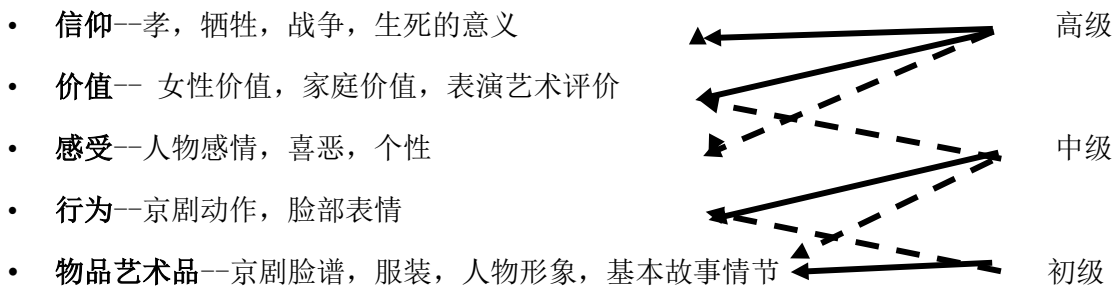 • 信仰--孝，牺牲，战争，生死的意义 高级
• 价值-- 女性价值，家庭价值，表演艺术评价
• 感受--人物感情，喜恶，个性 中级
• 行为--京剧动作，脸部表情
• 物品艺术品--京剧脸谱，服装，人物形象，基本故事情节 初级